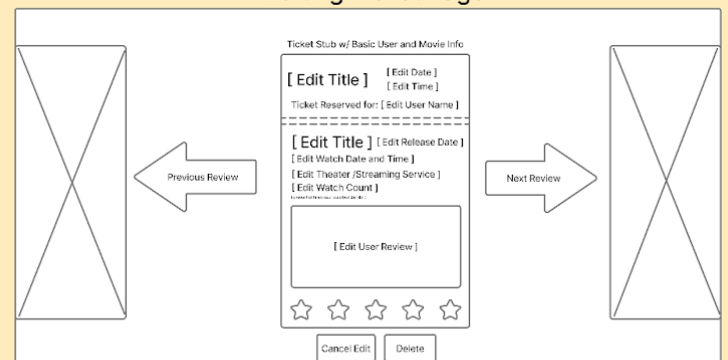 Ticket Stub w/ Basic User and Movie Info
[ Edit Title ]
[ Edit Date ]
[ Edit Time ]
Ticket Reserved for: [ Edit User Name ]
[ Edit Title ] [ Edit Release Date ]
[ Edit Watch Date and Time ]
[ Edit Theater /Streaming Service ]
[ Edit Watch Count ]
Previous Review
Next Review
[ Edit User Review ]
Cancel Edit
Delete